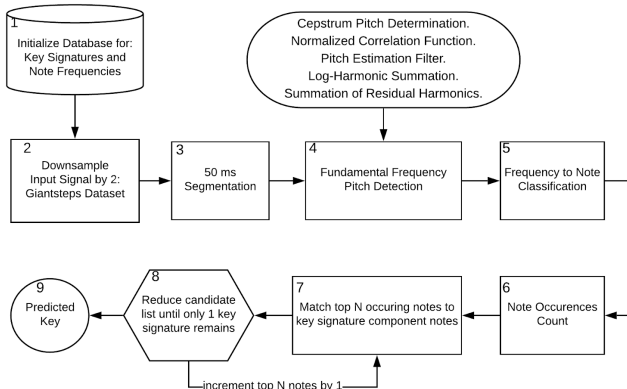 1
Initialize Database for:
Key Signatures and
Note Frequencies
Cepstrum Pitch Determination.
Normalized Correlation Function.
Pitch Estimation Filter.
Log-Harmonic Summation.
Summation of Residual Harmonics.
2
Downsample
Input Signal by 2:
Giantsteps Dataset
3
50 ms
Segmentation
4
Fundamental Frequency
Pitch Detection
5
Frequency to Note
Classification
6
Note Occurences
Count
7
Match top N occuring notes to
key signature component notes
8
Reduce candidate
list until only 1 key
signature remains
increment top N notes by 1
9
Predicted
Key